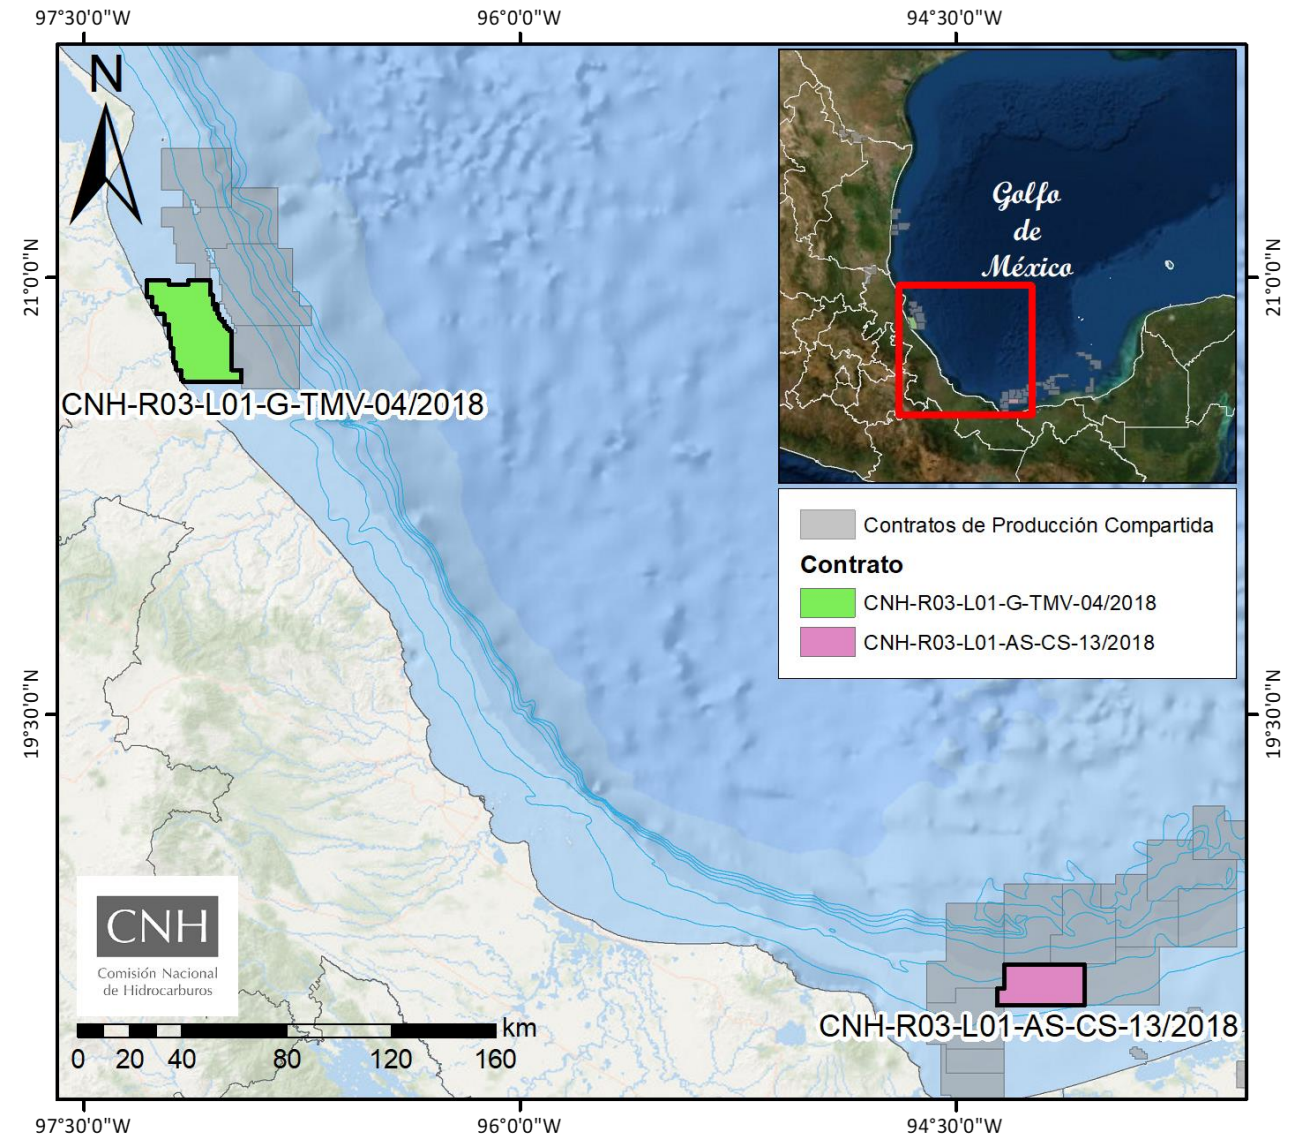 97°30'0"W 96°0'0"W 94°30'0"W
N
Golfo
de
México
21°0'0"N 21°0'0"N
CNH-R03-L01-G-TMV-04/2018
Contratos de Producción Compartida
Contrato
CNH-R03-L01-G-TMV-04/2018
CNH-R03-L01-AS-CS-13/2018
19°30'0"N 19°30'0"N
CNH
Comisión Nacional
de Hidrocarburos
CNH-R03-L01-AS-CS-13/2018
km
0 20 40 80 120 160
97°30'0"W 96°0'0"W 94°30'0"W